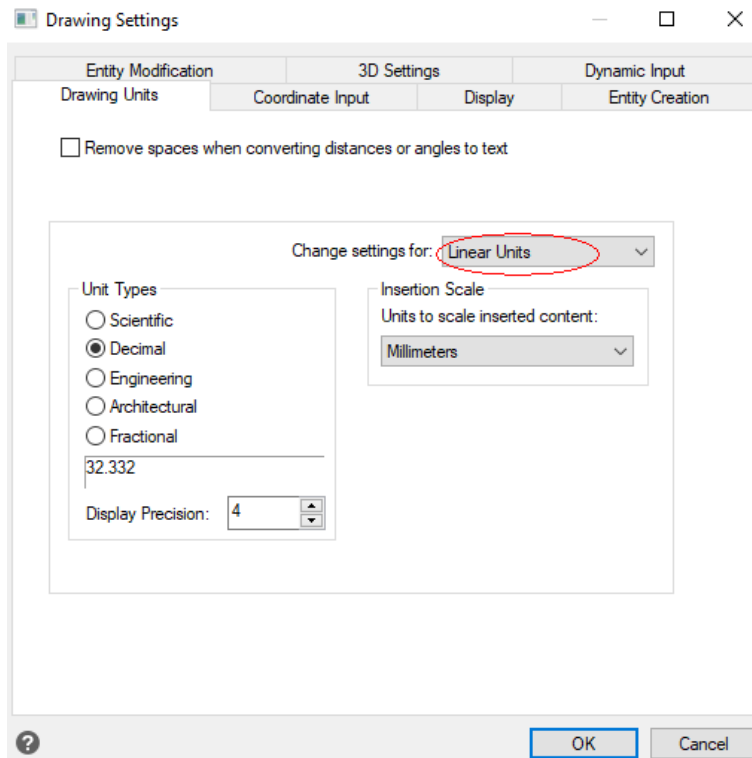 Drawing Settings
Entity Modification 3D Settings Dynamic Input
Drawing Units Coordinate Input Display Entity Creation
Remove spaces when converting distances or angles to text
Change settings for: Linear Units
Unit Types
Scientific
Decimal
Engineering
Architectural
Fractional
32.332
Display Precision: 4
Insertion Scale
Units to scale inserted content:
Millimeters
? OK Cancel